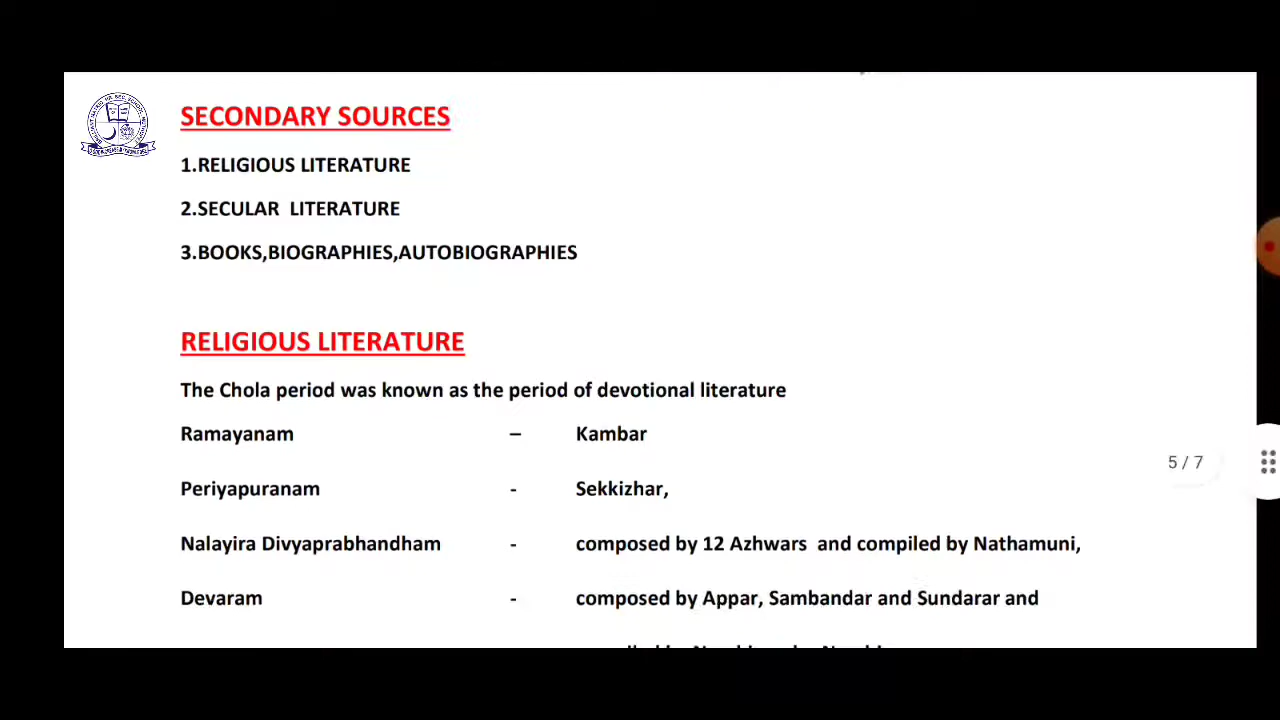 SECONDARY SOURCES
1.RELIGIOUS LITERATURE
2.SECULAR LITERATURE
3.BOOKS,BIOGRAPHIES,AUTOBIOGRAPHIES
RELIGIOUS LITERATURE
The Chola period was known as the period of devotional literature
Ramayanam – Kambar
5 / 7
Periyapuranam - Sekkizhar,
Nalayira Divyaprabhandham - composed by 12 Azhwars and compiled by Nathamuni,
Devaram - composed by Appar, Sambandar and Sundarar and